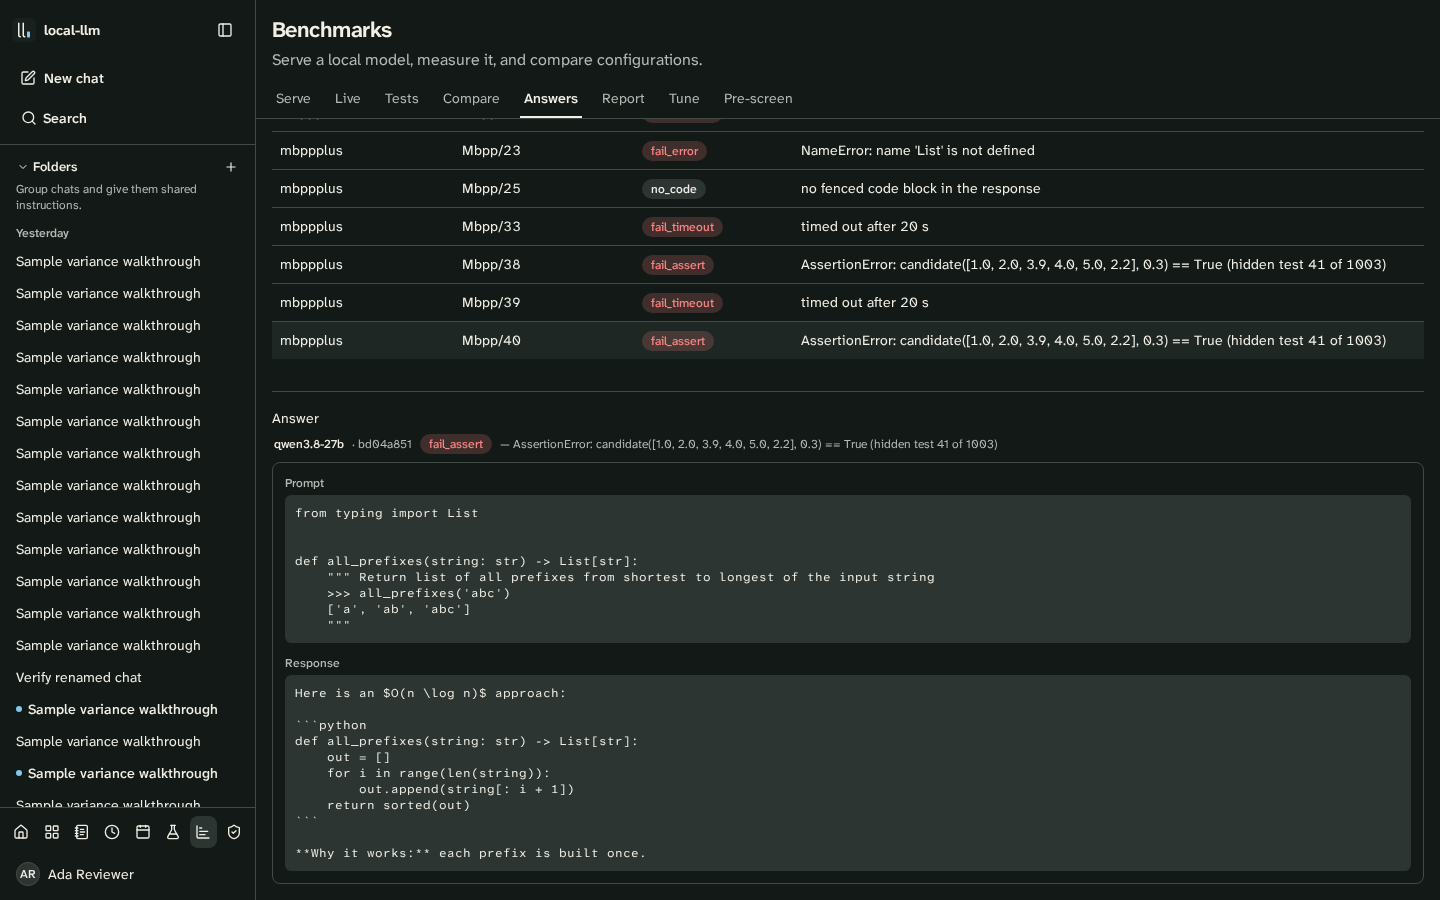 local-llm
New chat
Search
Folders
Group chats and give them shared
instructions.
Yesterday
Sample variance walkthrough
Sample variance walkthrough
Sample variance walkthrough
Sample variance walkthrough
Sample variance walkthrough
Sample variance walkthrough
Sample variance walkthrough
Sample variance walkthrough
Sample variance walkthrough
Sample variance walkthrough
Sample variance walkthrough
Sample variance walkthrough
Sample variance walkthrough
Verify renamed chat
Sample variance walkthrough
Sample variance walkthrough
Sample variance walkthrough
Sample variance walkthrough
AR Ada Reviewer
Benchmarks
Serve a local model, measure it, and compare configurations.
Serve Live Tests Compare Answers Report Tune Pre-screen
mbppplus Mbpp/23 fail_error NameError: name 'List' is not defined
mbppplus Mbpp/25 no_code no fenced code block in the response
mbppplus Mbpp/33 fail_timeout timed out after 20 s
mbppplus Mbpp/38 fail_assert AssertionError: candidate([1.0, 2.0, 3.9, 4.0, 5.0, 2.2], 0.3) == True (hidden test 41 of 1003)
mbppplus Mbpp/39 fail_timeout timed out after 20 s
mbppplus Mbpp/40 fail_assert AssertionError: candidate([1.0, 2.0, 3.9, 4.0, 5.0, 2.2], 0.3) == True (hidden test 41 of 1003)
Answer
qwen3.8-27b · bd04a851 fail_assert — AssertionError: candidate([1.0, 2.0, 3.9, 4.0, 5.0, 2.2], 0.3) == True (hidden test 41 of 1003)
Prompt
from typing import List
def all_prefixes(string: str) -> List[str]:
    """ Return list of all prefixes from shortest to longest of the input string
    >>> all_prefixes('abc')
    ['a', 'ab', 'abc']
    """
Response
Here is an $O(n \log n)$ approach:
```python
def all_prefixes(string: str) -> List[str]:
    out = []
    for i in range(len(string)):
        out.append(string[: i + 1])
    return sorted(out)
```
**Why it works:** each prefix is built once.